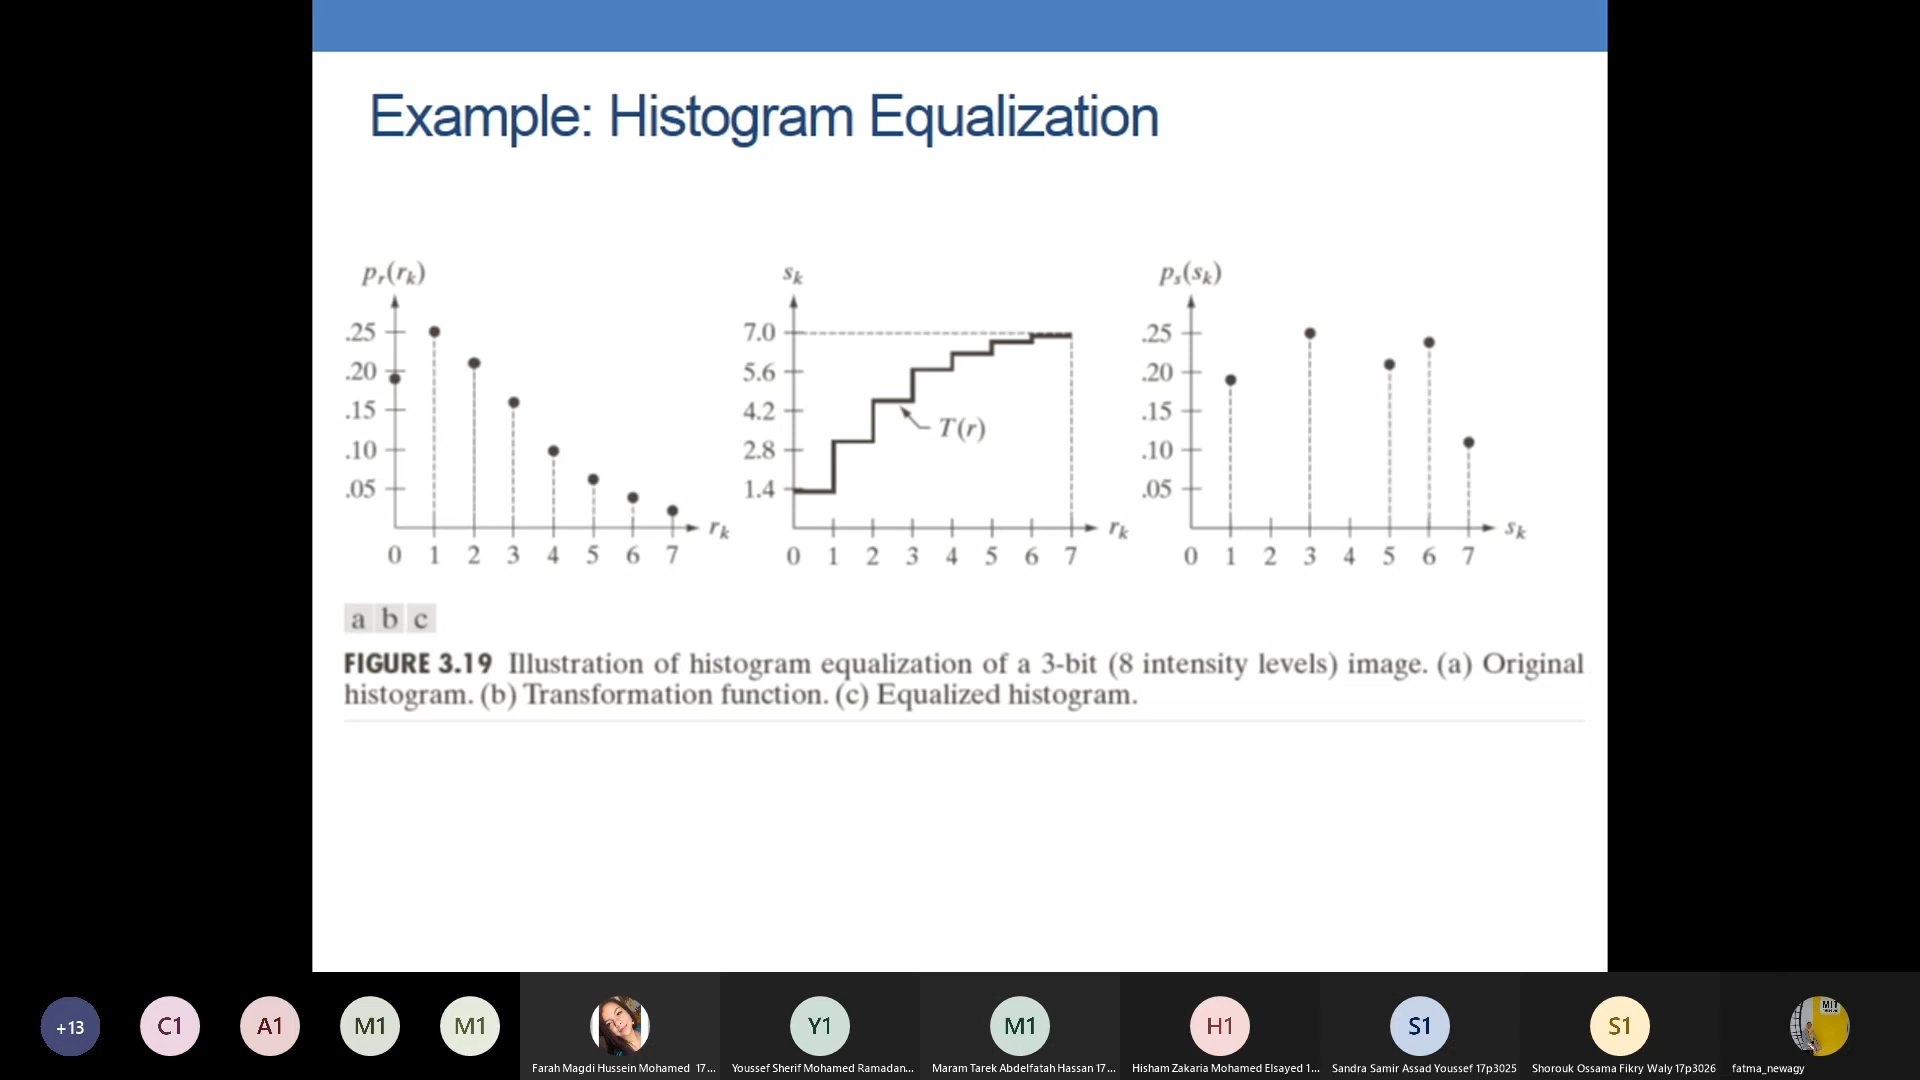 Example: Histogram Equalization
pr(rk)
sk
ps(sk)
.25
.20
.15
.10
.05
rk
0 1 2 3 4 5 6 7
7.0
5.6
4.2
2.8
1.4
T(r)
rk
0 1 2 3 4 5 6 7
.25
.20
.15
.10
.05
sk
0 1 2 3 4 5 6 7
a b c
FIGURE 3.19 Illustration of histogram equalization of a 3-bit (8 intensity levels) image. (a) Original
histogram. (b) Transformation function. (c) Equalized histogram.
+13
C1
A1
M1
M1
Y1
M1
H1
S1
S1
MIT
Farah Magdi Hussein Mohamed 17...
Youssef Sherif Mohamed Ramadan...
Maram Tarek Abdelfatah Hassan 17...
Hisham Zakaria Mohamed Elsayed 1...
Sandra Samir Assad Youssef 17p3025
Shorouk Ossama Fikry Waly 17p3026
fatma_newagy